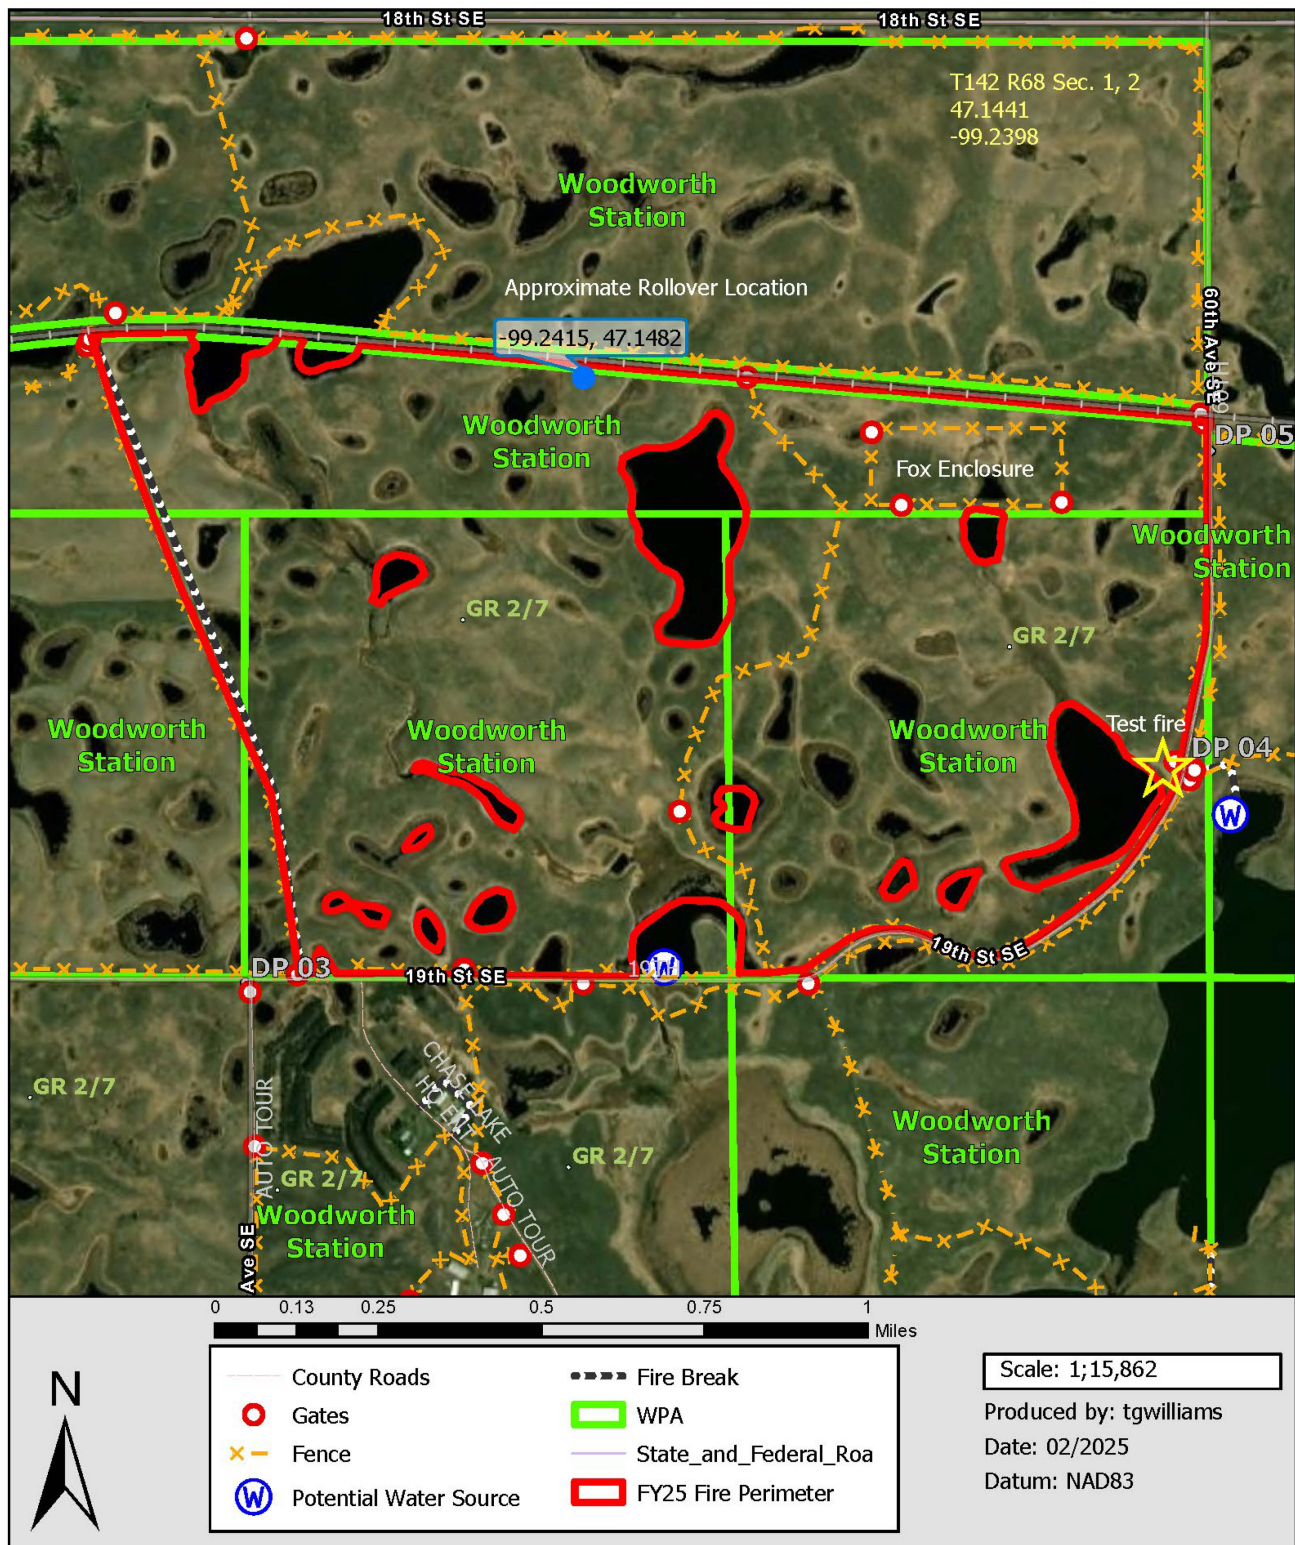 18th St SE
18th St SE
T142 R68 Sec. 1, 2
47.1441
-99.2398
Woodworth
Station
Approximate Rollover Location
-99.2415, 47.1482
60th Ave SE
Woodworth
Station
DP 05
Fox Enclosure
Woodworth
Station
GR 2/7
GR 2/7
Woodworth
Station
Woodworth
Station
Woodworth
Station
Test fire
DP 04
W
19th St SE
DP 03
19th St SE
W
CHASE LAKE
GR 2/7
AUTO TOUR
Woodworth
Station
GR 2/7
GR 2/7
AUTO TOUR
Woodworth
Station
Ave SE
0 0.13 0.25 0.5 0.75 1
Miles
N
County Roads
Gates
Fence
W Potential Water Source
Fire Break
WPA
State_and_Federal_Roa
FY25 Fire Perimeter
Scale: 1;15,862
Produced by: tgwilliams
Date: 02/2025
Datum: NAD83